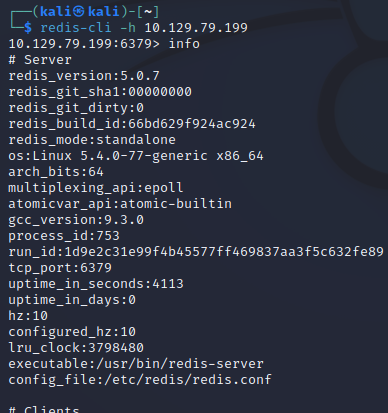 ┌──(kali㉿kali)-[~]
└─$ redis-cli -h 10.129.79.199
10.129.79.199:6379> info
# Server
redis_version:5.0.7
redis_git_sha1:00000000
redis_git_dirty:0
redis_build_id:66bd629f924ac924
redis_mode:standalone
os:Linux 5.4.0-77-generic x86_64
arch_bits:64
multiplexing_api:epoll
atomicvar_api:atomic-builtin
gcc_version:9.3.0
process_id:753
run_id:1d9e2c31e99f4b45577ff469837aa3f5c632fe89
tcp_port:6379
uptime_in_seconds:4113
uptime_in_days:0
hz:10
configured_hz:10
lru_clock:3798480
executable:/usr/bin/redis-server
config_file:/etc/redis/redis.conf
# Clients